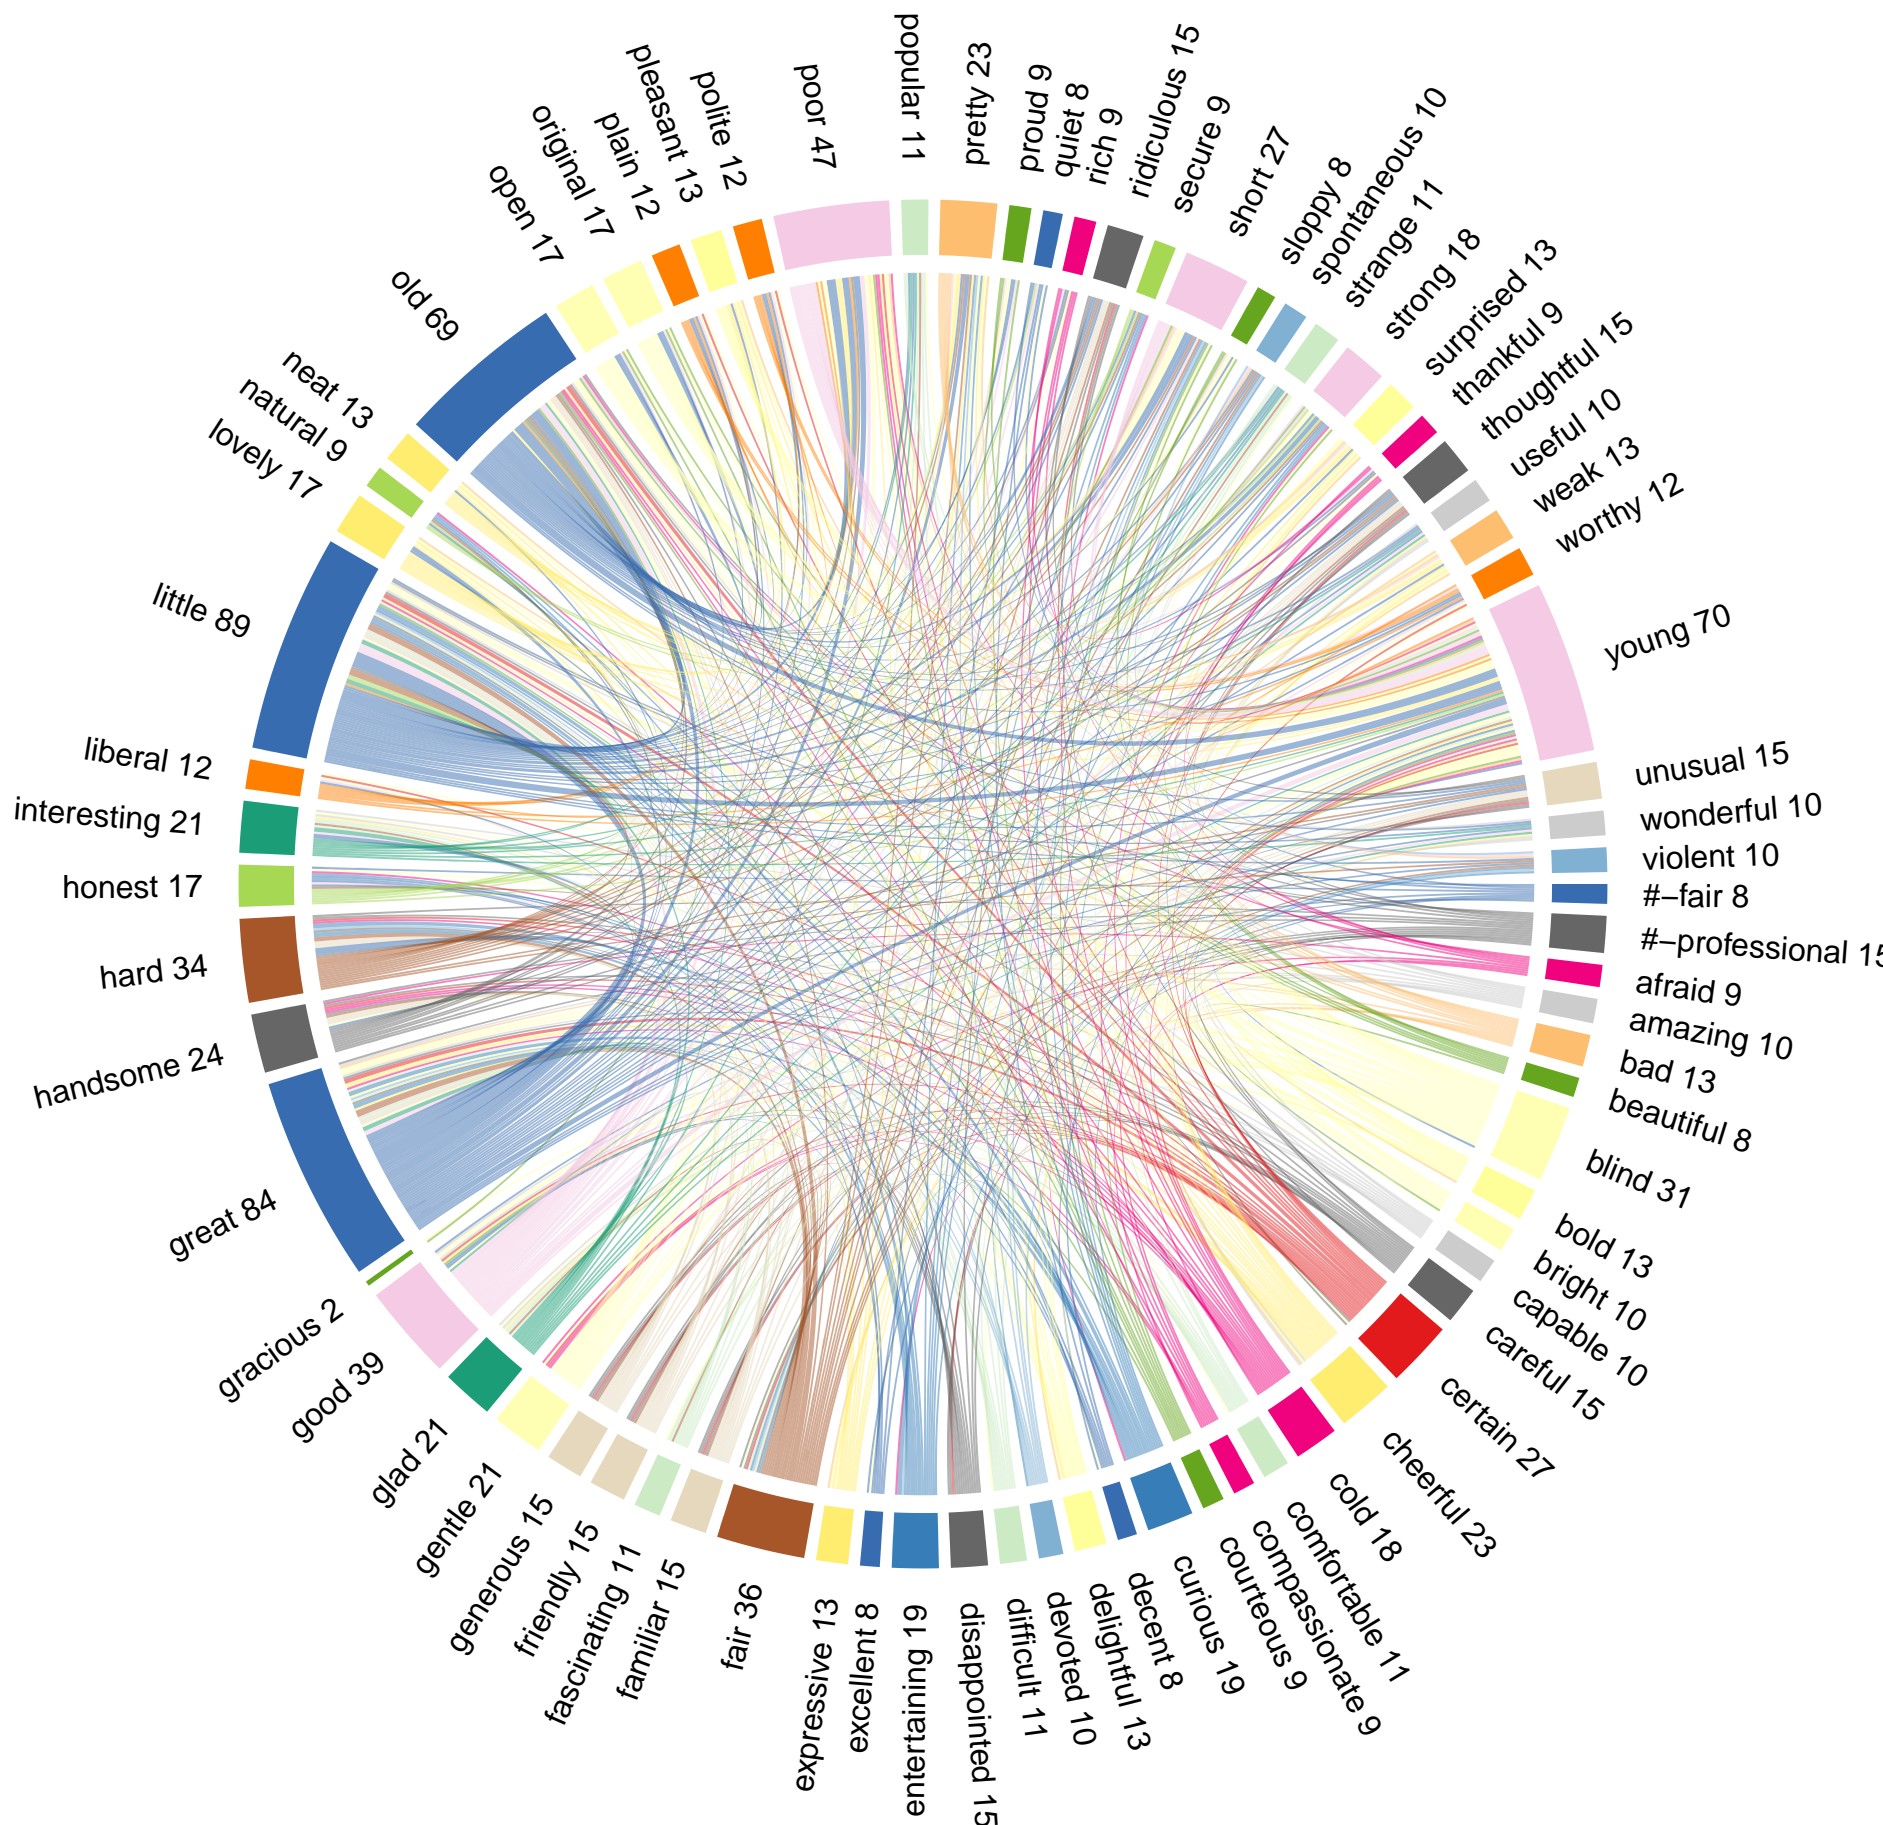 popular 11
pretty 23
proud 9
quiet 8
rich 9
ridiculous 15
secure 9
short 27
sloppy 8
spontaneous 10
strange 11
strong 18
surprised 13
thankful 9
thoughtful 15
useful 10
weak 13
worthy 12
young 70
unusual 15
wonderful 10
violent 10
#–fair 8
#–professional 15
afraid 9
amazing 10
bad 13
beautiful 8
blind 31
bold 13
bright 10
capable 10
careful 15
certain 27
cheerful 23
cold 18
comfortable 11
compassionate 9
courteous 9
curious 19
decent 8
delightful 13
devoted 10
difficult 11
disappointed 15
entertaining 19
excellent 8
expressive 13
fair 36
familiar 15
fascinating 11
friendly 15
generous 15
gentle 21
glad 21
good 39
gracious 2
great 84
handsome 24
hard 34
honest 17
interesting 21
liberal 12
little 89
lovely 17
natural 9
neat 13
old 69
open 17
original 17
plain 12
pleasant 13
polite 12
poor 47